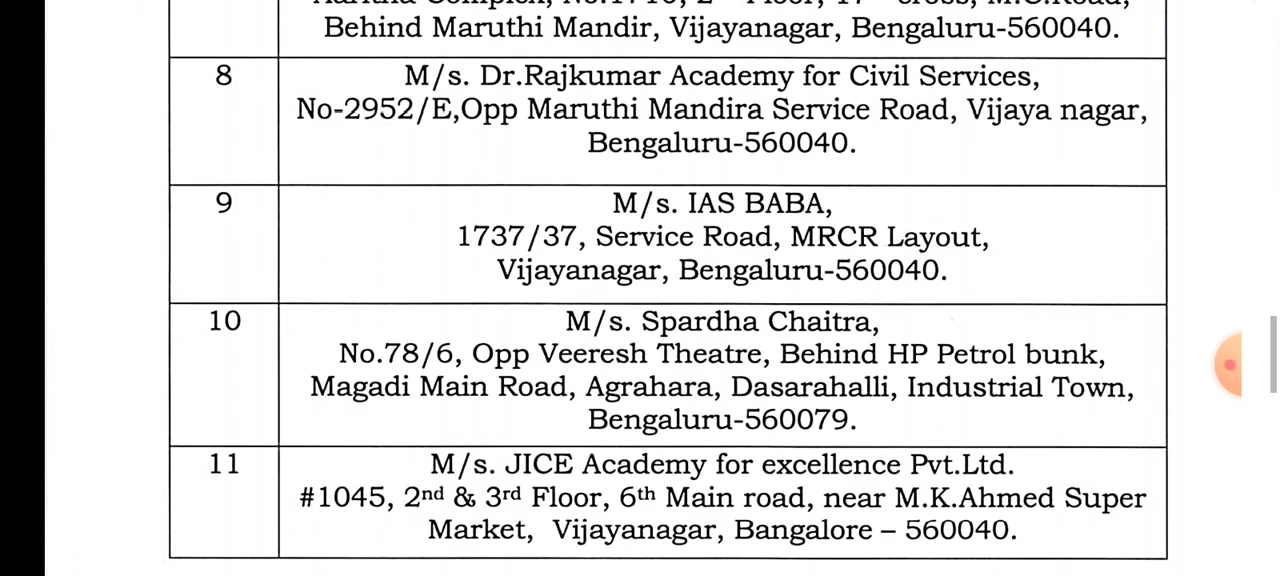 Behind Maruthi Mandir, Vijayanagar, Bengaluru-560040.
8
M/s. Dr.Rajkumar Academy for Civil Services,
No-2952/E,Opp Maruthi Mandira Service Road, Vijaya nagar,
Bengaluru-560040.
9
M/s. IAS BABA,
1737/37, Service Road, MRCR Layout,
Vijayanagar, Bengaluru-560040.
10
M/s. Spardha Chaitra,
No.78/6, Opp Veeresh Theatre, Behind HP Petrol bunk,
Magadi Main Road, Agrahara, Dasarahalli, Industrial Town,
Bengaluru-560079.
11
M/s. JICE Academy for excellence Pvt.Ltd.
#1045, 2nd & 3rd Floor, 6th Main road, near M.K.Ahmed Super
Market, Vijayanagar, Bangalore – 560040.